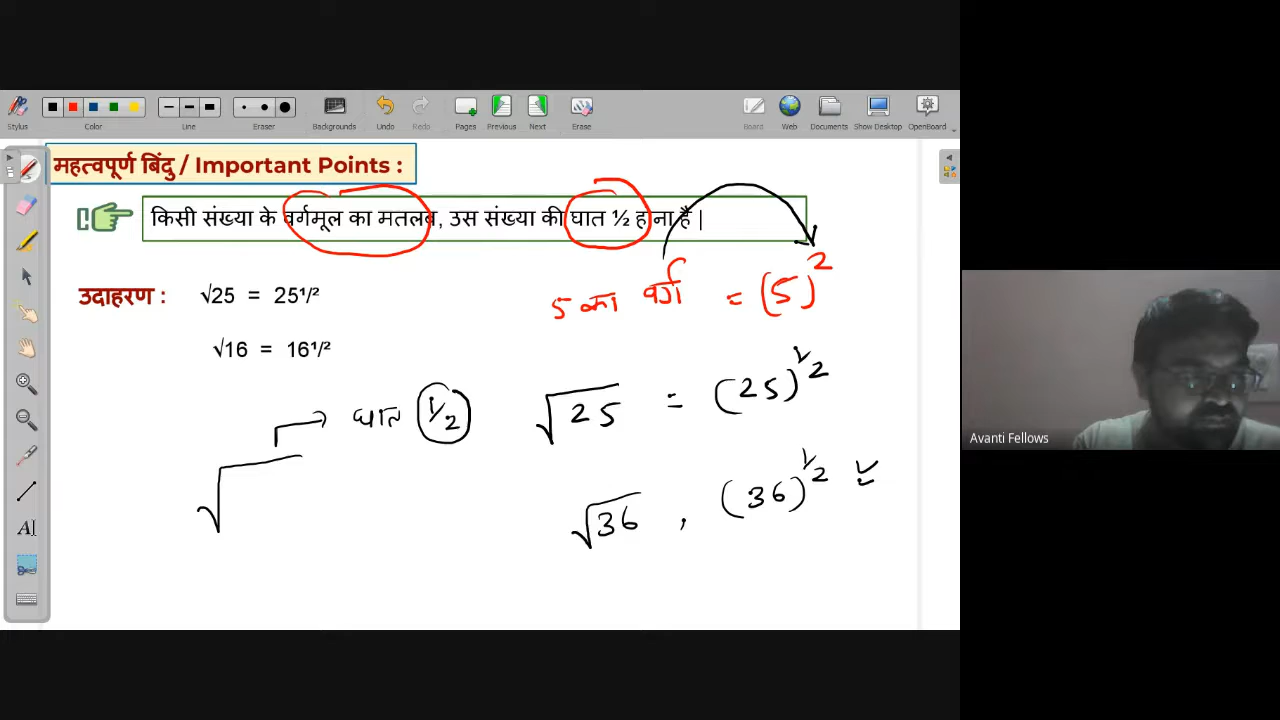 Stylus Color Line Eraser Backgrounds Undo Redo Pages Previous Next Erase Board Web Documents Show Desktop OpenBoard
महत्वपूर्ण बिंदु / Important Points :
किसी संख्या के वर्गमूल का मतलब, उस संख्या की घात ½ होना है |
5 का वर्ग = (5)²
उदाहरण : √25 = 25¹/²
√16 = 16¹/²
√25 = (25)^1/2
घात 1/2
√
√36 , (36)^1/2
Avanti Fellows
A